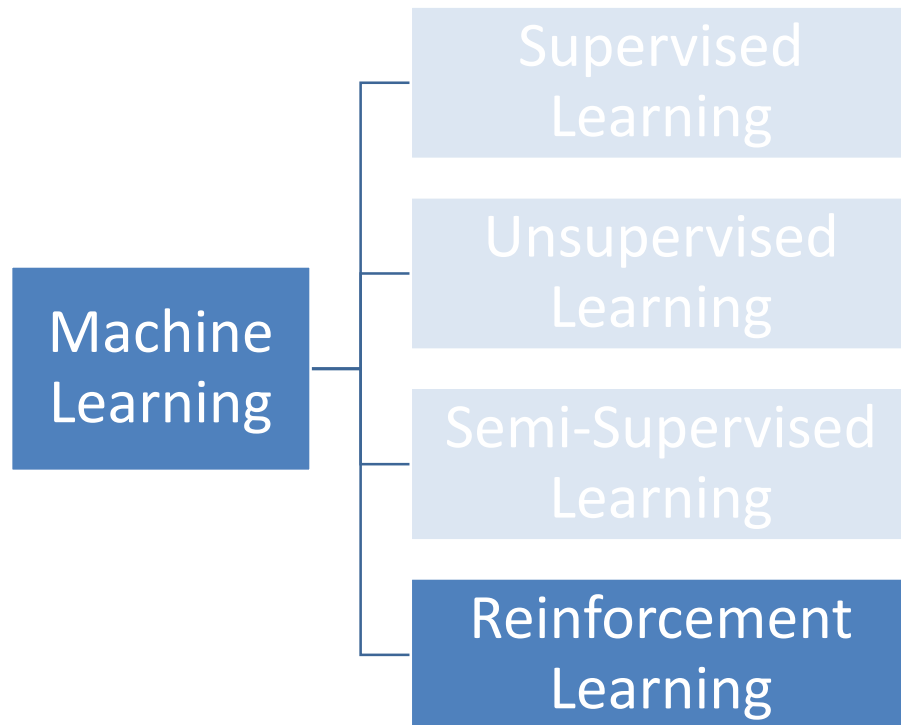 Supervised
Learning
Unsupervised
Learning
Machine
Learning
Semi-Supervised
Learning
Reinforcement
Learning